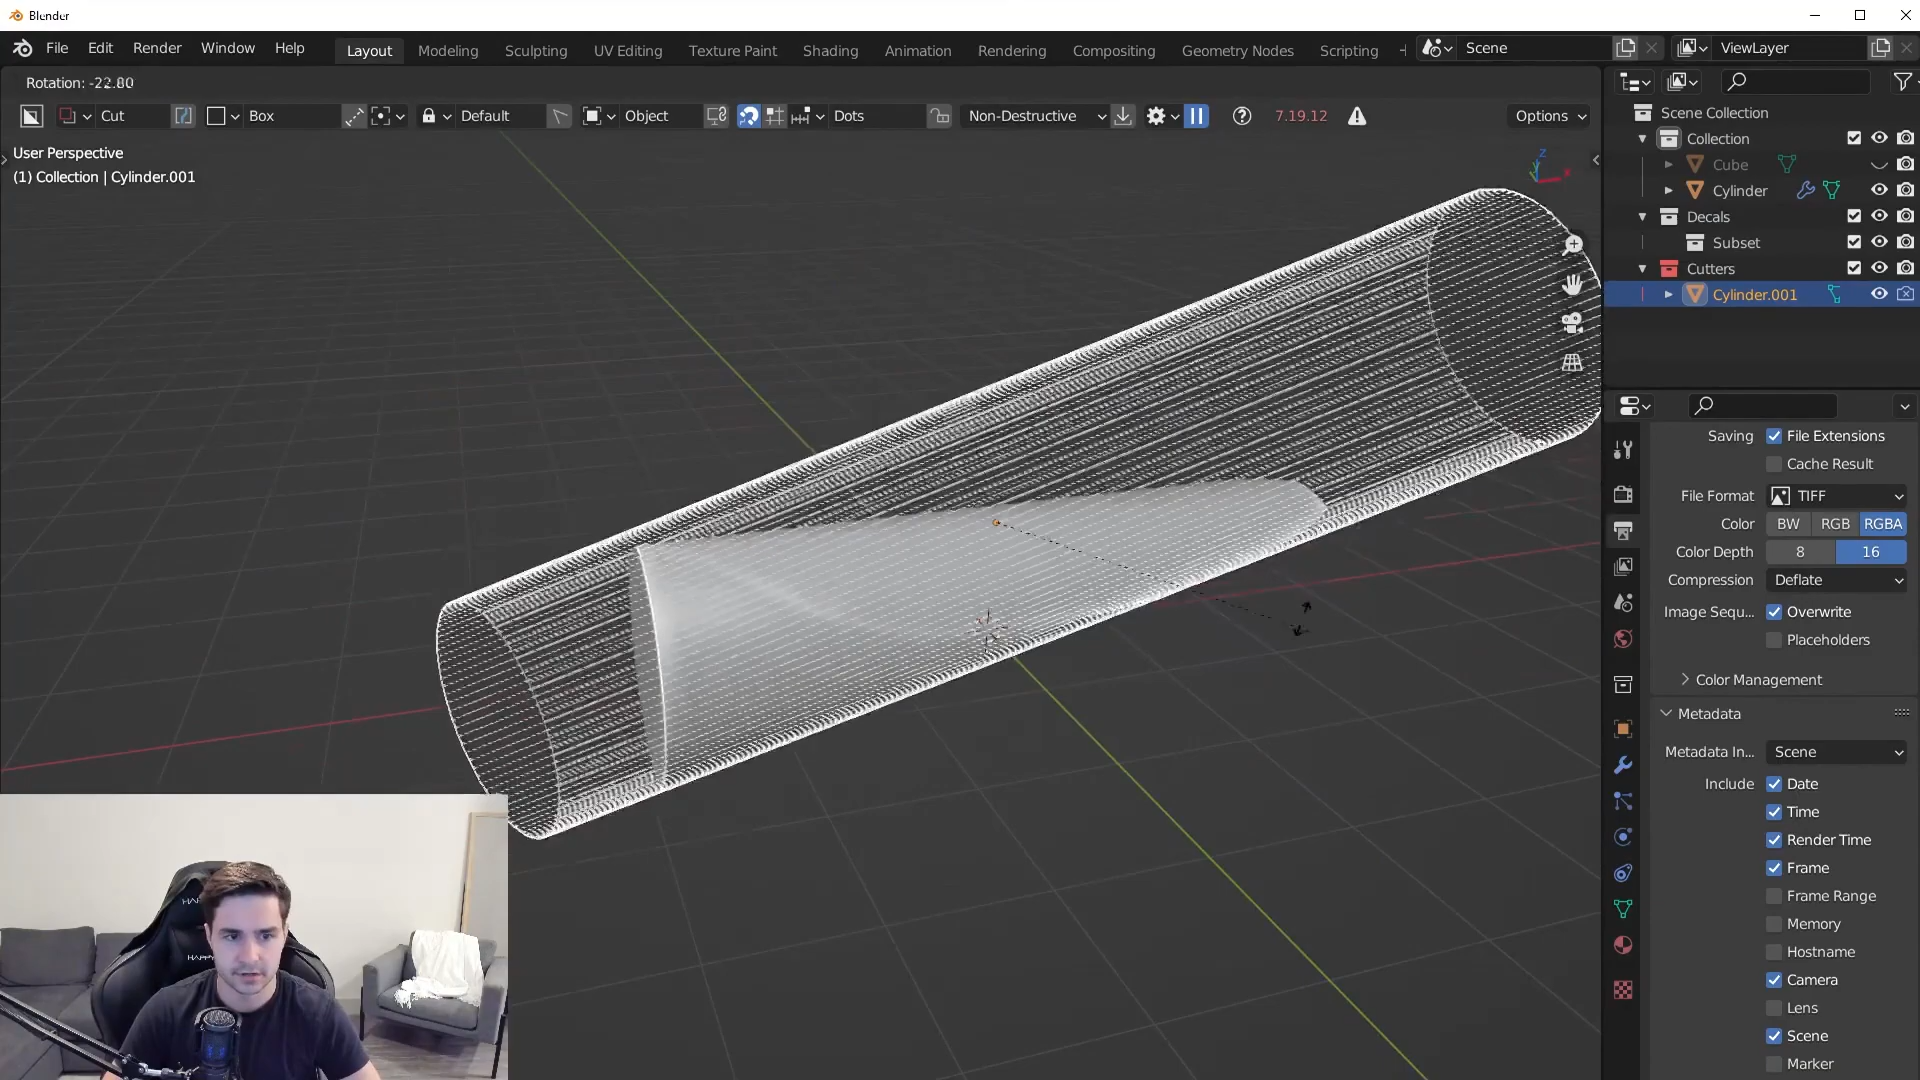 Blender
File Edit Render Window Help
Layout Modeling Sculpting UV Editing Texture Paint Shading Animation Rendering Compositing Geometry Nodes Scripting
Scene
ViewLayer
Rotation: -22.80
Cut
Box
Default
Object
Dots
Non-Destructive
7.19.12
Options
User Perspective
(1) Collection | Cylinder.001
Z
Scene Collection
Collection
Cube
Cylinder
Decals
Subset
Cutters
Cylinder.001
Saving File Extensions
Cache Result
File Format TIFF
Color BW RGB RGBA
Color Depth 8 16
Compression Deflate
Image Sequ... Overwrite
Placeholders
Color Management
Metadata
Metadata In... Scene
Include Date
Time
Render Time
Frame
Frame Range
Memory
Hostname
Camera
Lens
Scene
Marker